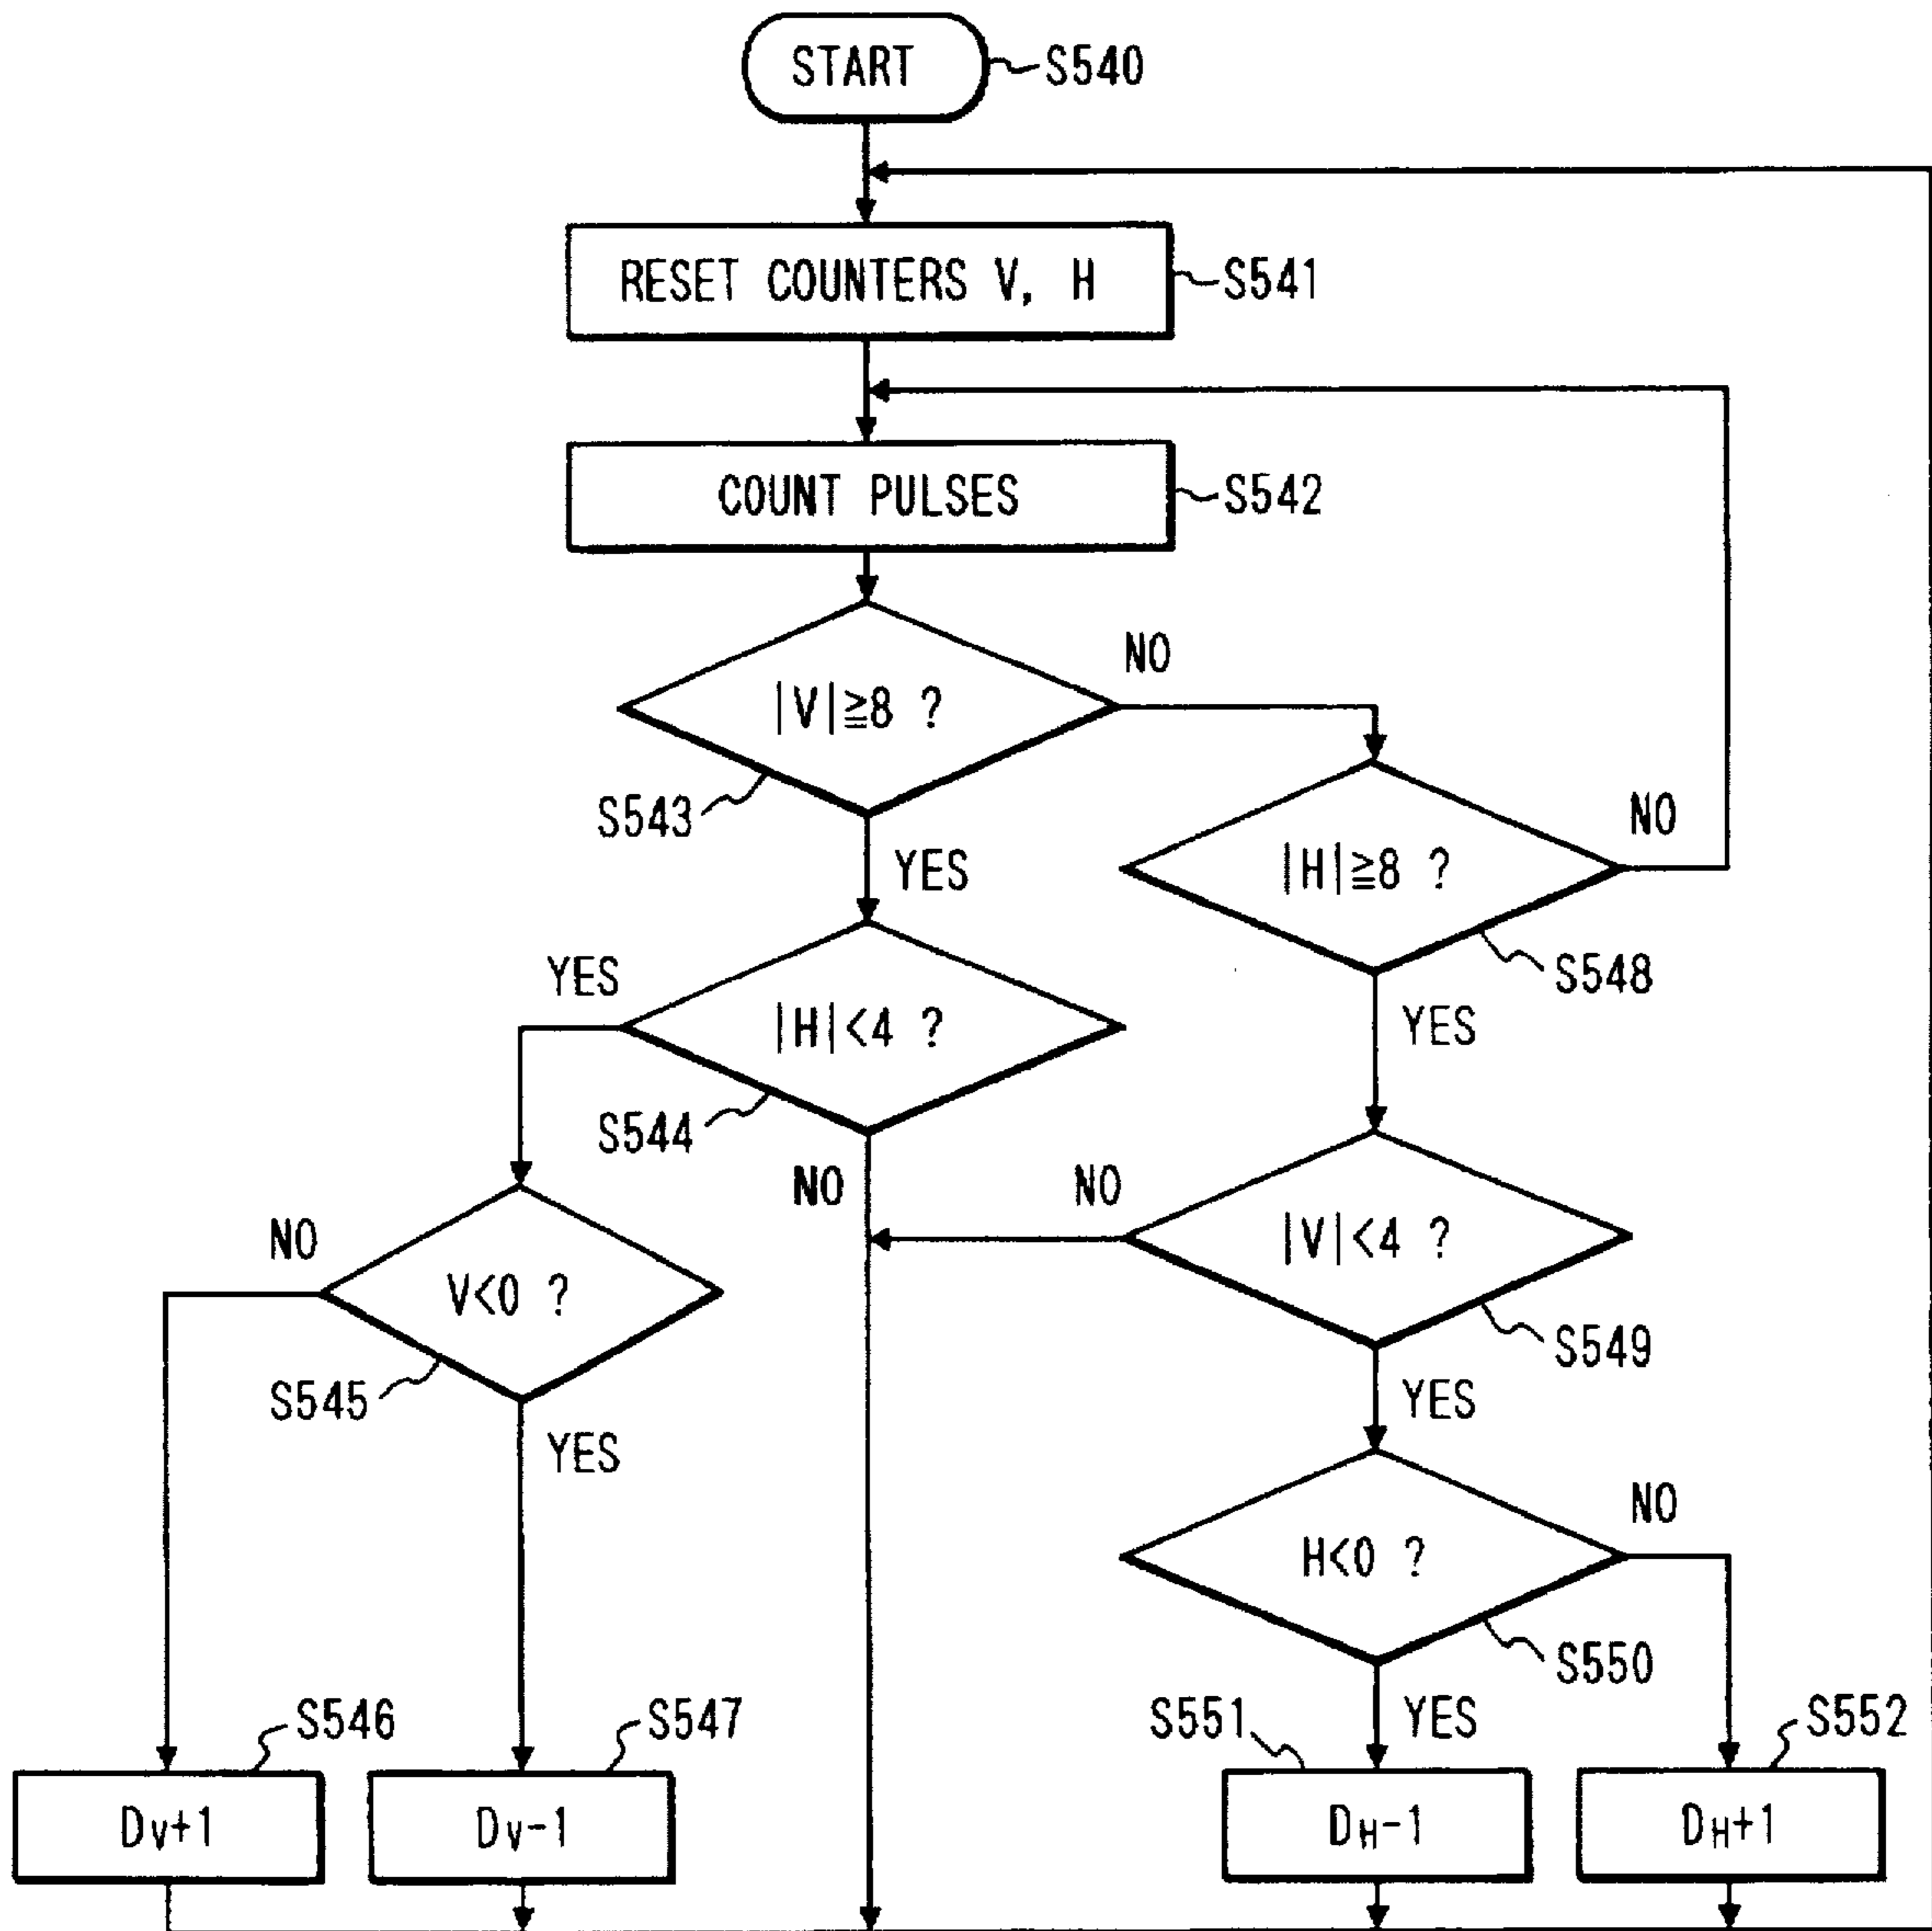 START
S540
RESET COUNTERS V, H
S541
COUNT PULSES
S542
|V|≧8 ?
NO
S543
YES
|H|≧8 ?
NO
S548
YES
|H|<4 ?
YES
S544
NO
|V|<4 ?
NO
S549
YES
V<0 ?
NO
S545
YES
H<0 ?
NO
S550
YES
S546
Dv+1
S547
Dv-1
S551
DH-1
S552
DH+1